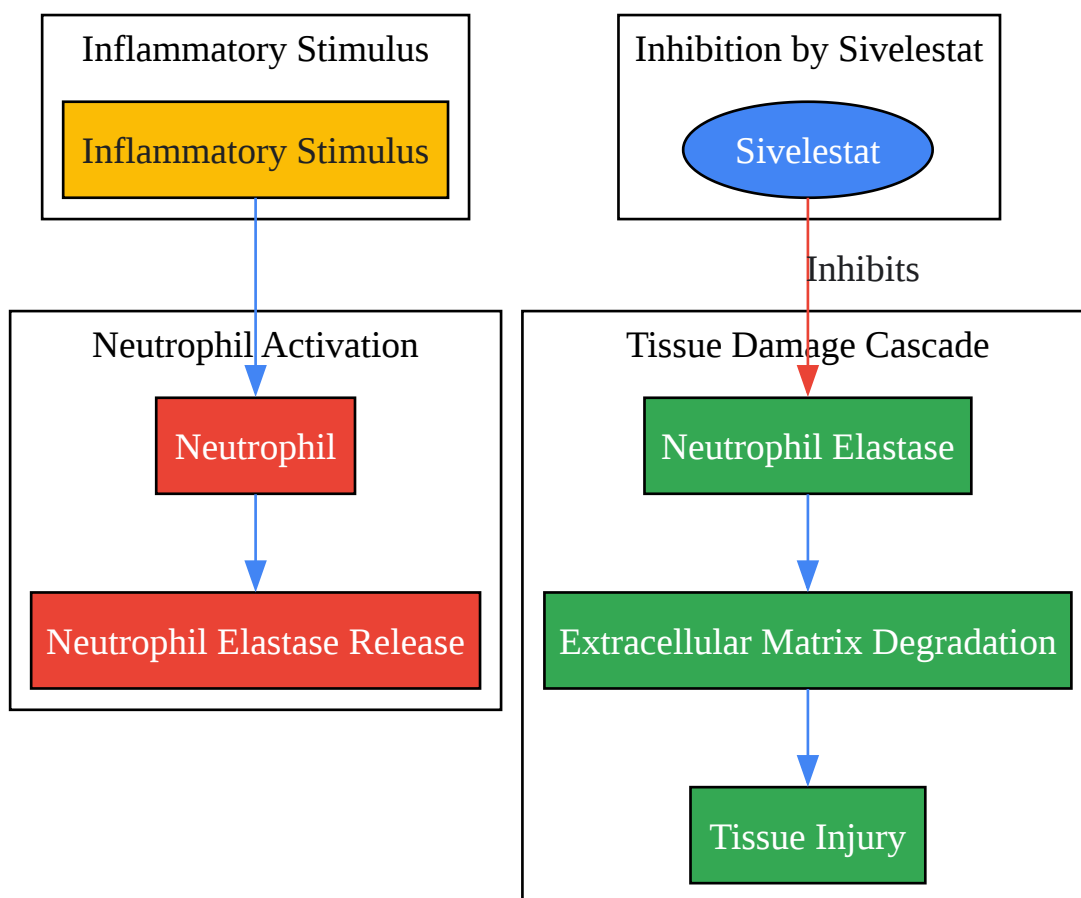 Inflammatory Stimulus
Inflammatory Stimulus
Neutrophil Activation
Neutrophil
Neutrophil Elastase Release
Inhibition by Sivelestat
Sivelestat
Inhibits
Tissue Damage Cascade
Neutrophil Elastase
Extracellular Matrix Degradation
Tissue Injury